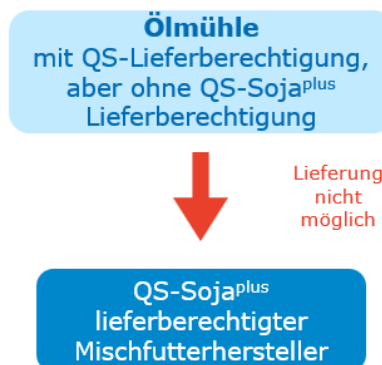 Ölmühle
mit QS-Lieferberechtigung,
aber ohne QS-Sojaplus
Lieferberechtigung
Lieferung
nicht
möglich
QS-Sojaplus
lieferberechtigter
Mischfutterhersteller